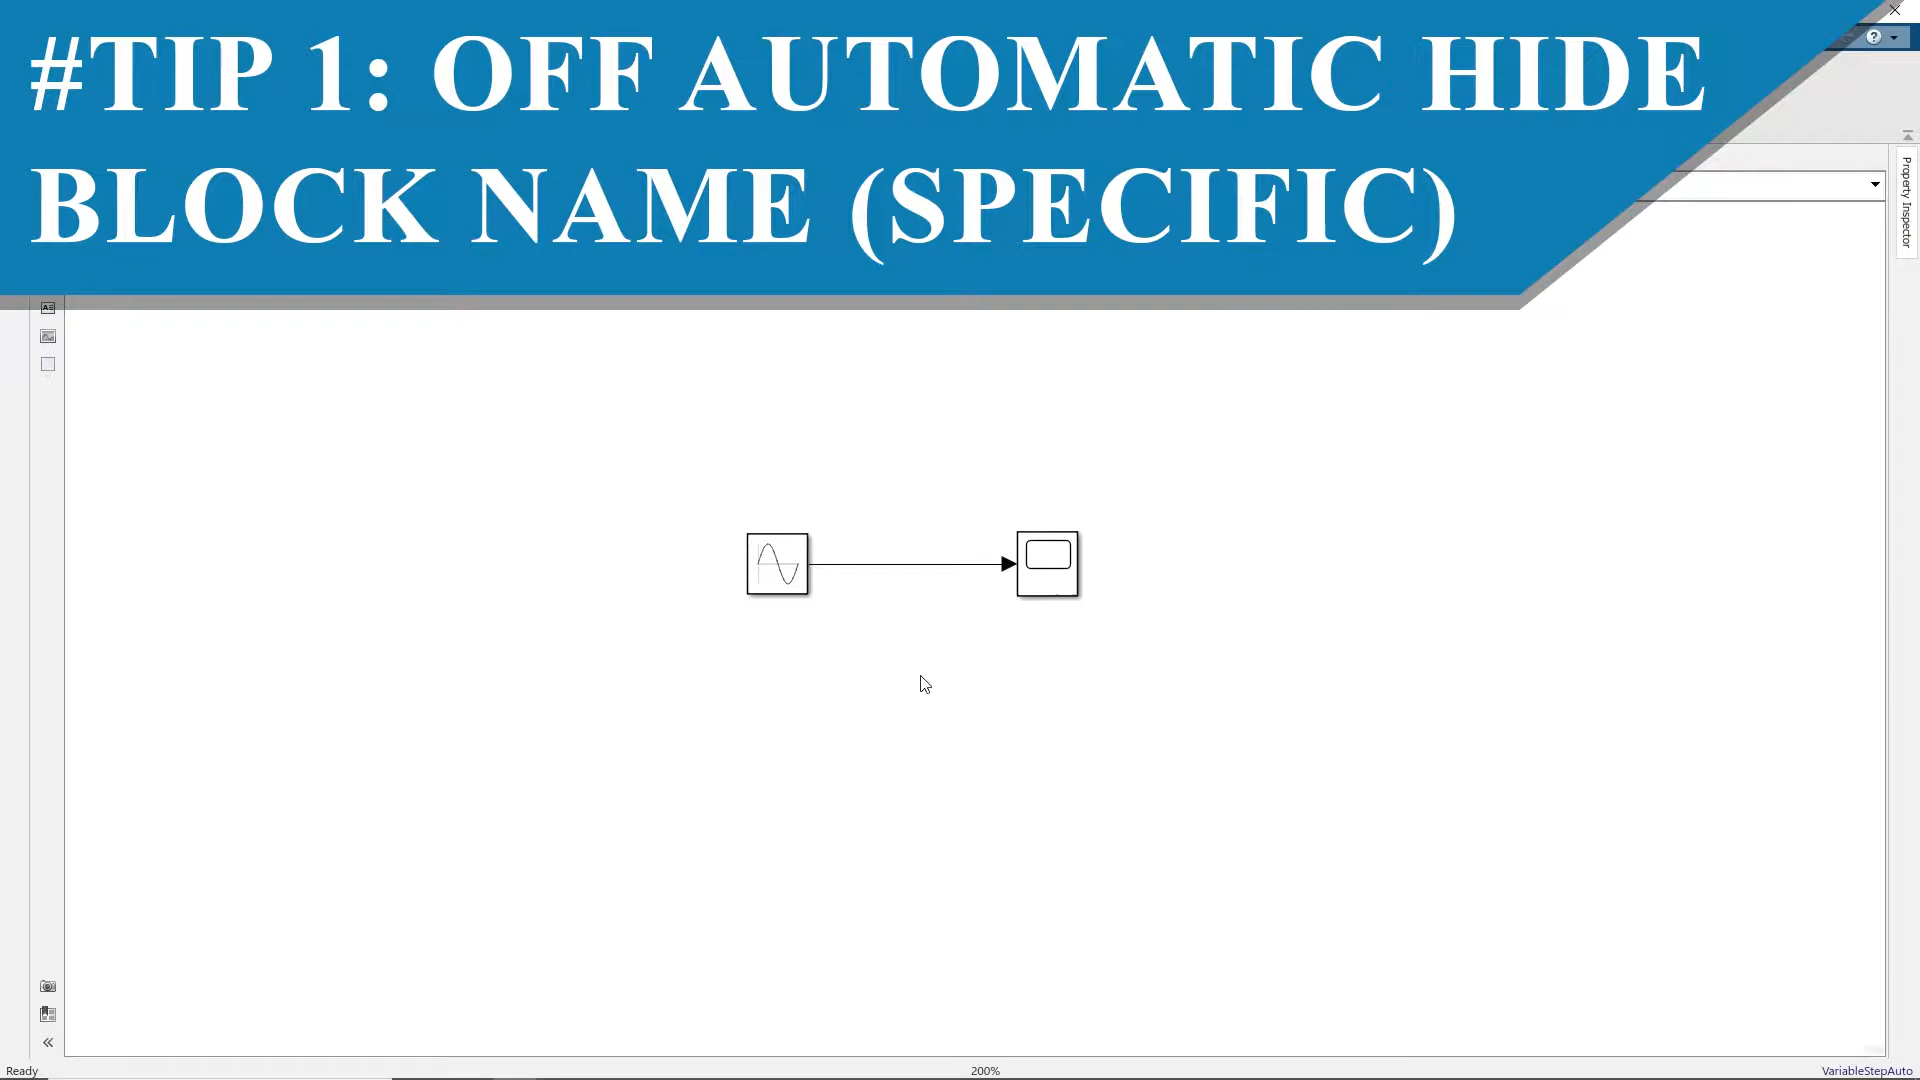 #TIP 1: OFF AUTOMATIC HIDE
BLOCK NAME (SPECIFIC)
Property Inspector
Ready
200%
VariableStepAuto